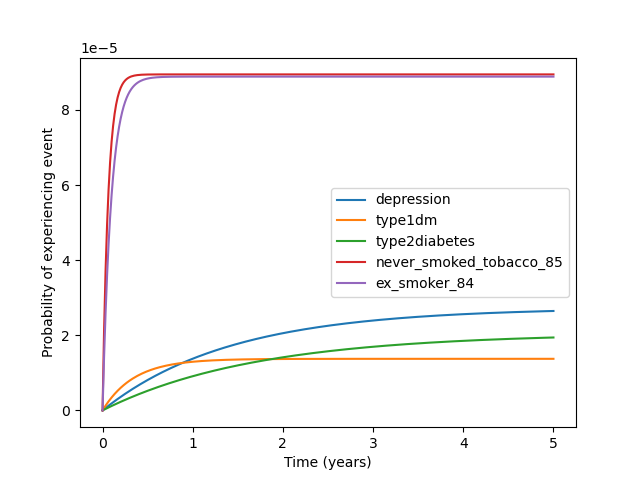 1e−5
Probability of experiencing event
8
6
4
2
0
depression
type1dm
type2diabetes
never_smoked_tobacco_85
ex_smoker_84
0 1 2 3 4 5
Time (years)